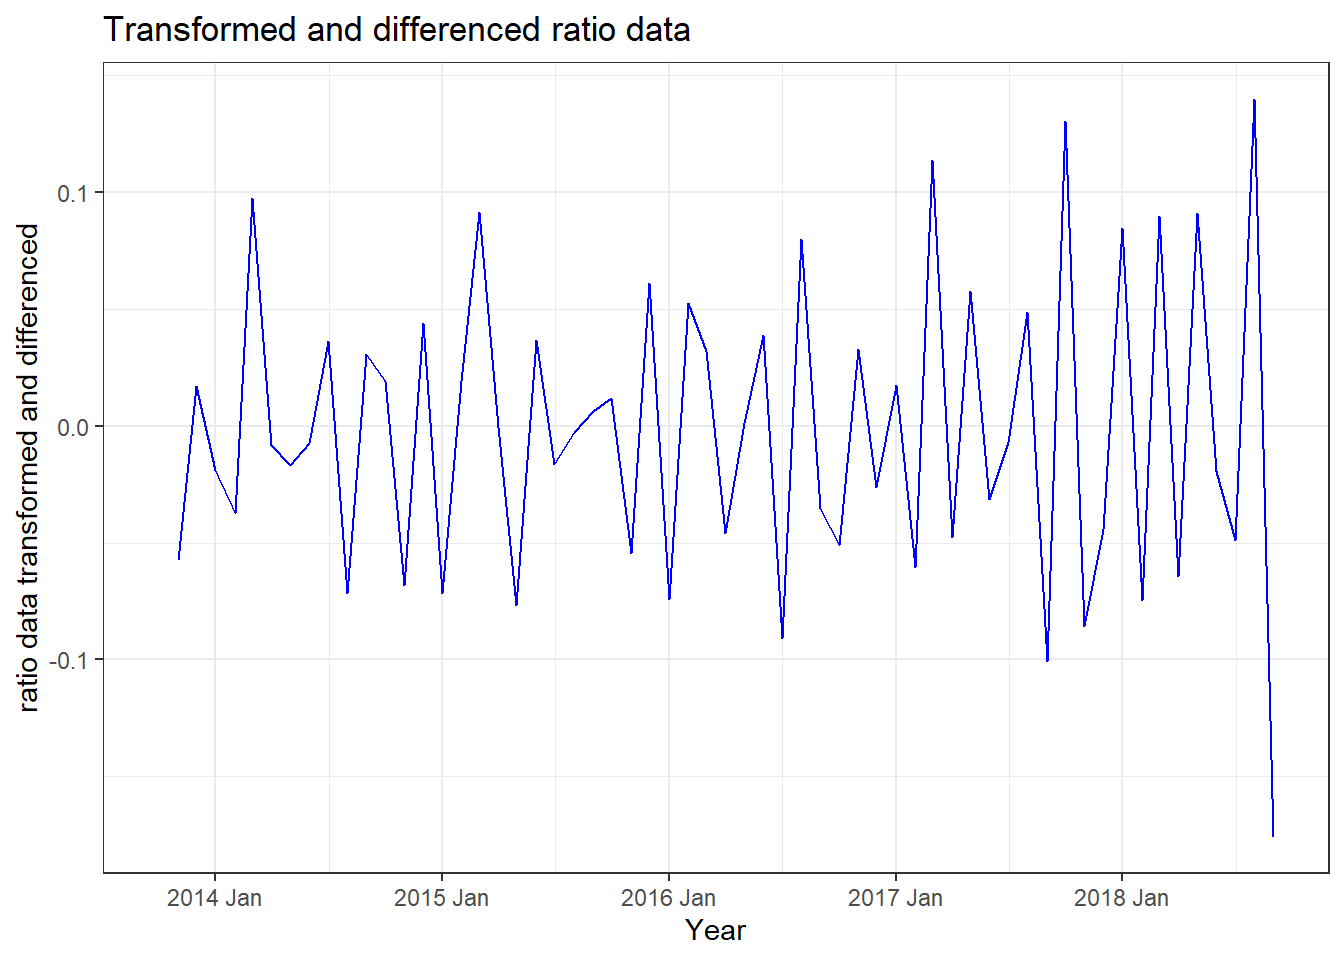 Transformed and differenced ratio data
ratio data transformed and differenced
0.1
0.0
-0.1
2014 Jan
2015 Jan
2016 Jan
2017 Jan
2018 Jan
Year